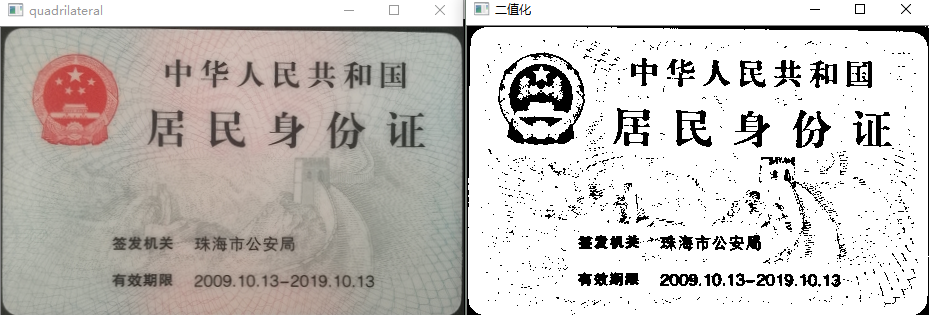 quadrilateral
中华人民共和国
居民身份证
签发机关 珠海市公安局
有效期限 2009.10.13-2019.10.13
二值化
中华人民共和国
居民身份证
签发机关 珠海市公安局
有效期限 2009.10.13-2019.10.13